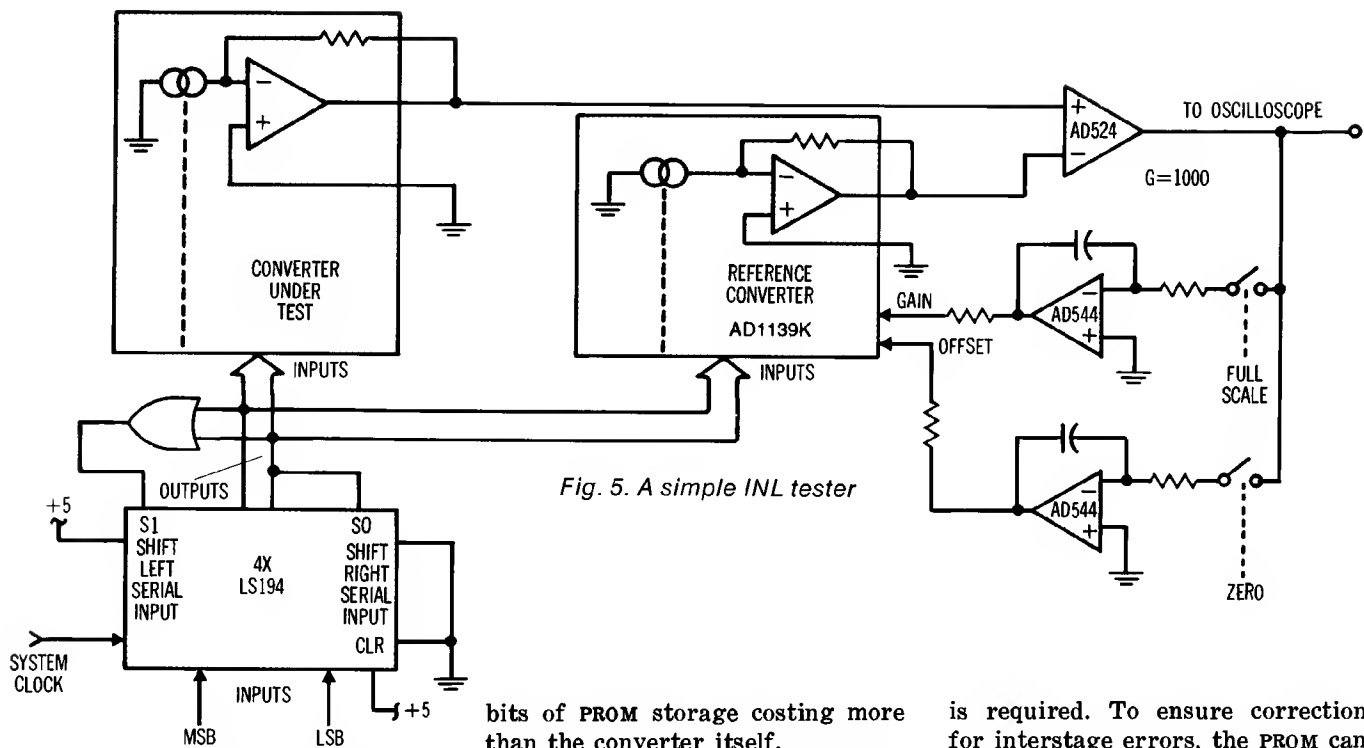 CONVERTER
UNDER
TEST
INPUTS
REFERENCE
CONVERTER
AD1139K
INPUTS
GAIN
OFFSET
+
AD524
−
G=1000
TO OSCILLOSCOPE
−
AD544
+
FULL
SCALE
−
AD544
+
ZERO
−
+
−
+
OUTPUTS
+5
S1
SHIFT
LEFT
SERIAL
INPUT
4X
LS194
S0
SHIFT
RIGHT
SERIAL
INPUT
CLR
SYSTEM
CLOCK
INPUTS
MSB
LSB
+5
Fig. 5. A simple INL tester
bits of PROM storage costing more
than the converter itself.
is required. To ensure correction
for interstage errors, the PROM can